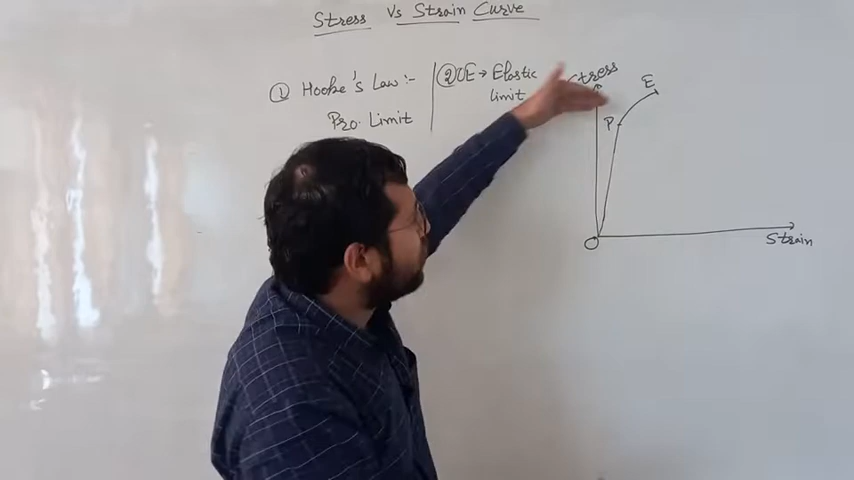 Stress Vs Strain Curve
① Hooke's Law :-
Pro. Limit
② OE → Elastic
limit
Stress
E
P
O
Strain